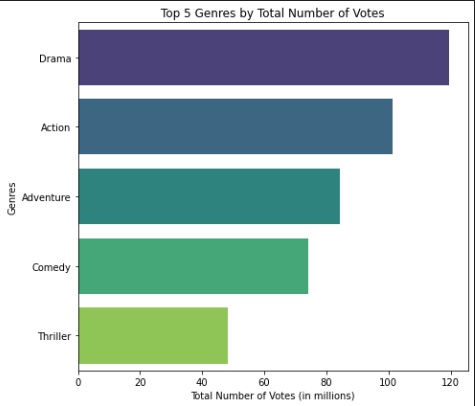 Top 5 Genres by Total Number of Votes
Drama
Action
Adventure
Comedy
Thriller
Genres
0 20 40 60 80 100 120
Total Number of Votes (in millions)